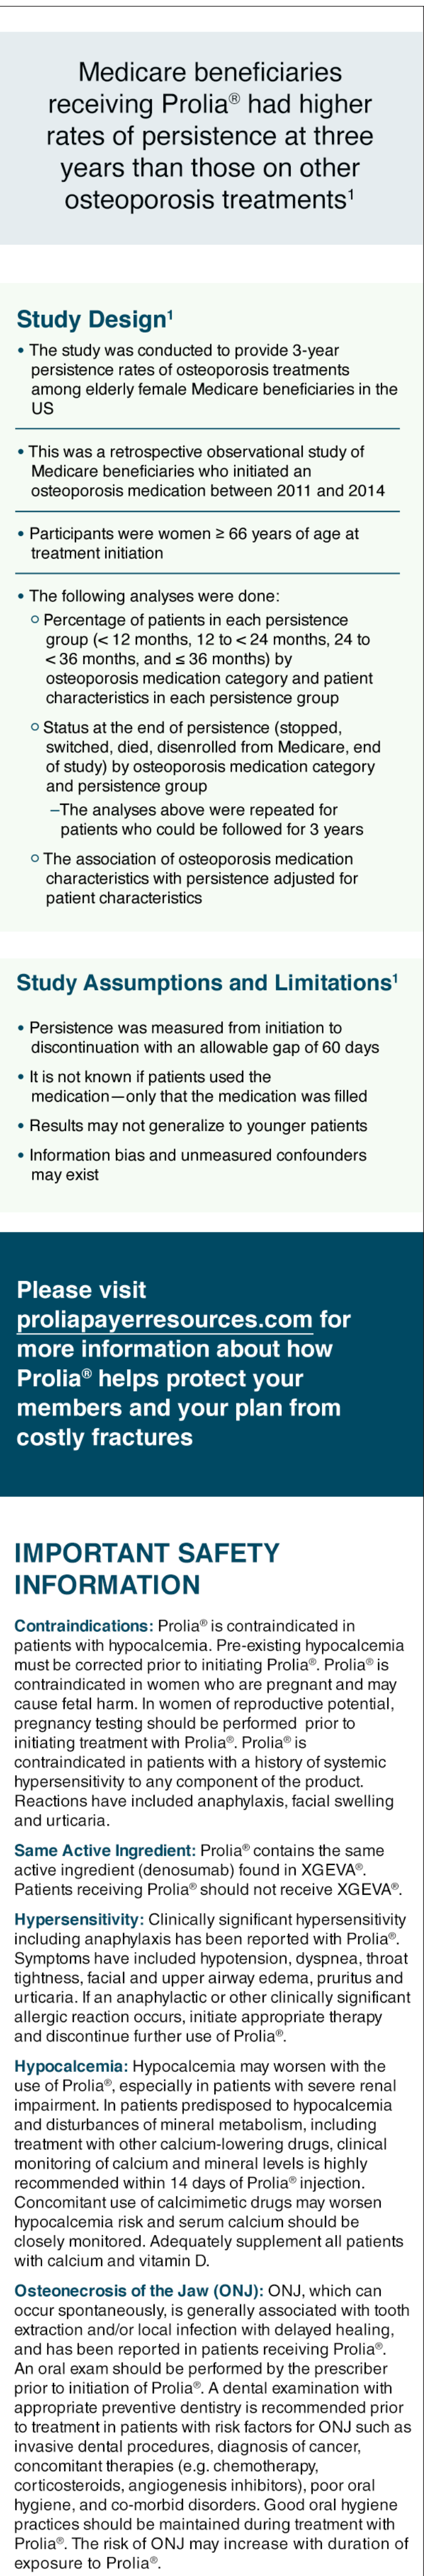 Medicare beneficiaries
receiving Prolia® had higher
rates of persistence at three
years than those on other
osteoporosis treatments¹
Study Design¹
• The study was conducted to provide 3-year
persistence rates of osteoporosis treatments
among elderly female Medicare beneficiaries in the
US
• This was a retrospective observational study of
Medicare beneficiaries who initiated an
osteoporosis medication between 2011 and 2014
• Participants were women ≥ 66 years of age at
treatment initiation
• The following analyses were done:
○ Percentage of patients in each persistence
group (< 12 months, 12 to < 24 months, 24 to
< 36 months, and ≤ 36 months) by
osteoporosis medication category and patient
characteristics in each persistence group
○ Status at the end of persistence (stopped,
switched, died, disenrolled from Medicare, end
of study) by osteoporosis medication category
and persistence group
–The analyses above were repeated for
patients who could be followed for 3 years
○ The association of osteoporosis medication
characteristics with persistence adjusted for
patient characteristics
Study Assumptions and Limitations¹
• Persistence was measured from initiation to
discontinuation with an allowable gap of 60 days
• It is not known if patients used the
medication—only that the medication was filled
• Results may not generalize to younger patients
• Information bias and unmeasured confounders
may exist
Please visit
proliapayerresources.com for
more information about how
Prolia® helps protect your
members and your plan from
costly fractures
IMPORTANT SAFETY
INFORMATION
Contraindications: Prolia® is contraindicated in
patients with hypocalcemia. Pre-existing hypocalcemia
must be corrected prior to initiating Prolia®. Prolia® is
contraindicated in women who are pregnant and may
cause fetal harm. In women of reproductive potential,
pregnancy testing should be performed prior to
initiating treatment with Prolia®. Prolia® is
contraindicated in patients with a history of systemic
hypersensitivity to any component of the product.
Reactions have included anaphylaxis, facial swelling
and urticaria.
Same Active Ingredient: Prolia® contains the same
active ingredient (denosumab) found in XGEVA®.
Patients receiving Prolia® should not receive XGEVA®.
Hypersensitivity: Clinically significant hypersensitivity
including anaphylaxis has been reported with Prolia®.
Symptoms have included hypotension, dyspnea, throat
tightness, facial and upper airway edema, pruritus and
urticaria. If an anaphylactic or other clinically significant
allergic reaction occurs, initiate appropriate therapy
and discontinue further use of Prolia®.
Hypocalcemia: Hypocalcemia may worsen with the
use of Prolia®, especially in patients with severe renal
impairment. In patients predisposed to hypocalcemia
and disturbances of mineral metabolism, including
treatment with other calcium-lowering drugs, clinical
monitoring of calcium and mineral levels is highly
recommended within 14 days of Prolia® injection.
Concomitant use of calcimimetic drugs may worsen
hypocalcemia risk and serum calcium should be
closely monitored. Adequately supplement all patients
with calcium and vitamin D.
Osteonecrosis of the Jaw (ONJ): ONJ, which can
occur spontaneously, is generally associated with tooth
extraction and/or local infection with delayed healing,
and has been reported in patients receiving Prolia®.
An oral exam should be performed by the prescriber
prior to initiation of Prolia®. A dental examination with
appropriate preventive dentistry is recommended prior
to treatment in patients with risk factors for ONJ such as
invasive dental procedures, diagnosis of cancer,
concomitant therapies (e.g. chemotherapy,
corticosteroids, angiogenesis inhibitors), poor oral
hygiene, and co-morbid disorders. Good oral hygiene
practices should be maintained during treatment with
Prolia®. The risk of ONJ may increase with duration of
exposure to Prolia®.